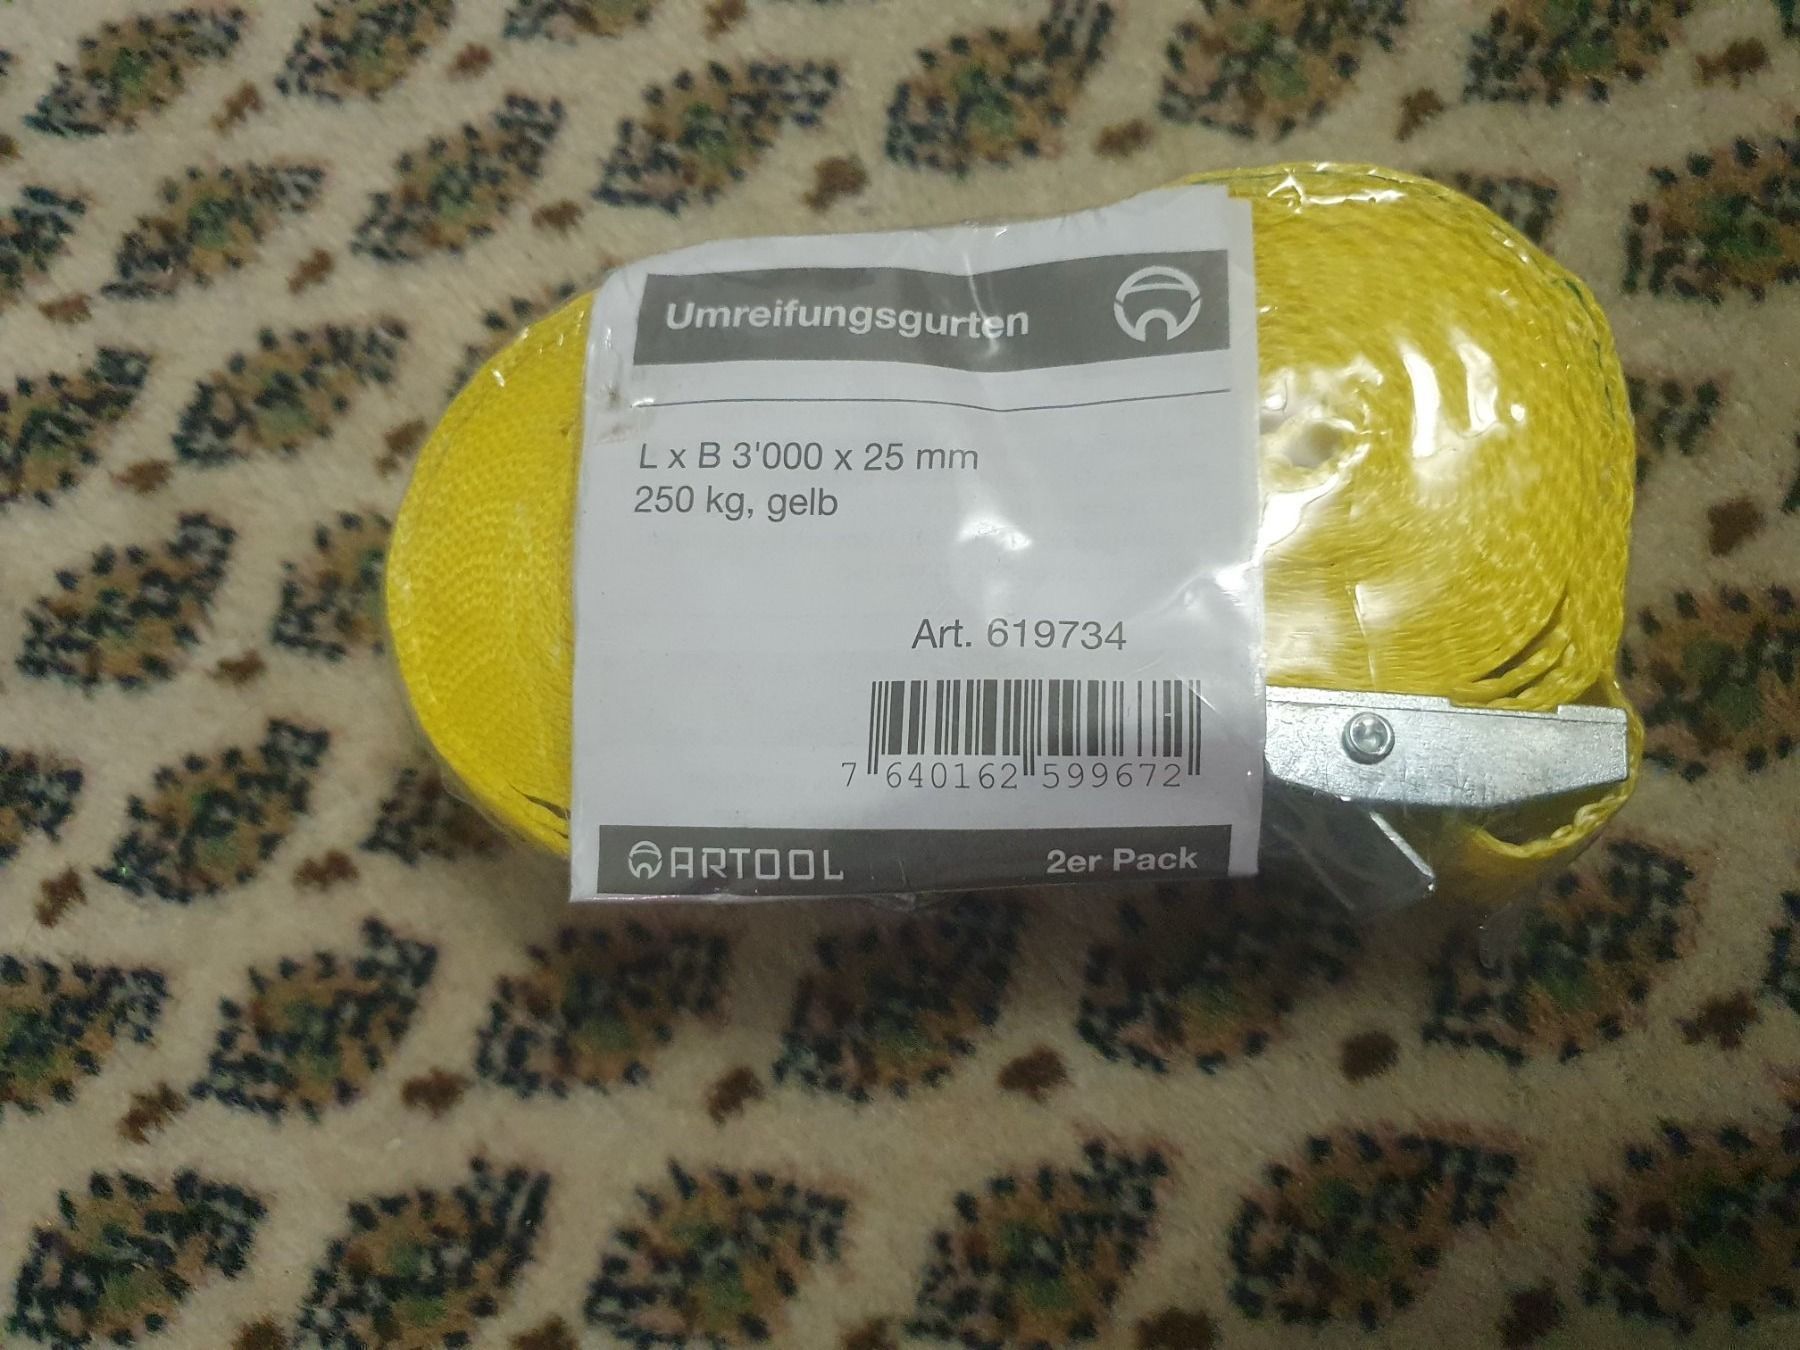 Umreifungsgurten
L x B 3'000 x 25 mm
250 kg, gelb
Art. 619734
7 640162 599672
ARTOOL
2er Pack